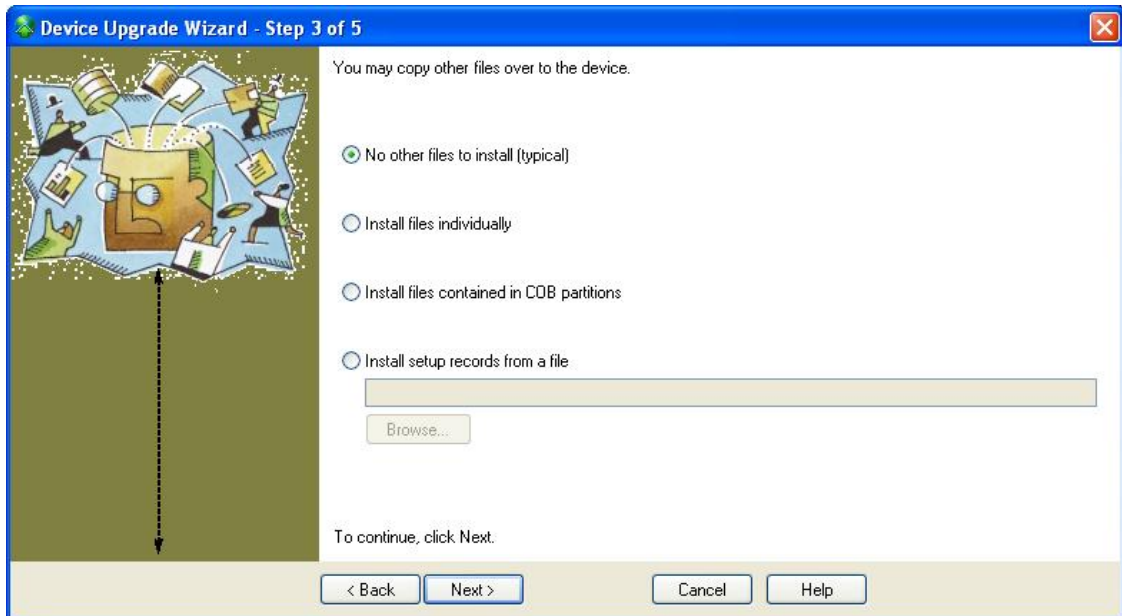 Device Upgrade Wizard - Step 3 of 5
You may copy other files over to the device.
No other files to install (typical)
Install files individually
Install files contained in COB partitions
Install setup records from a file
Browse...
To continue, click Next.
< Back
Next >
Cancel
Help